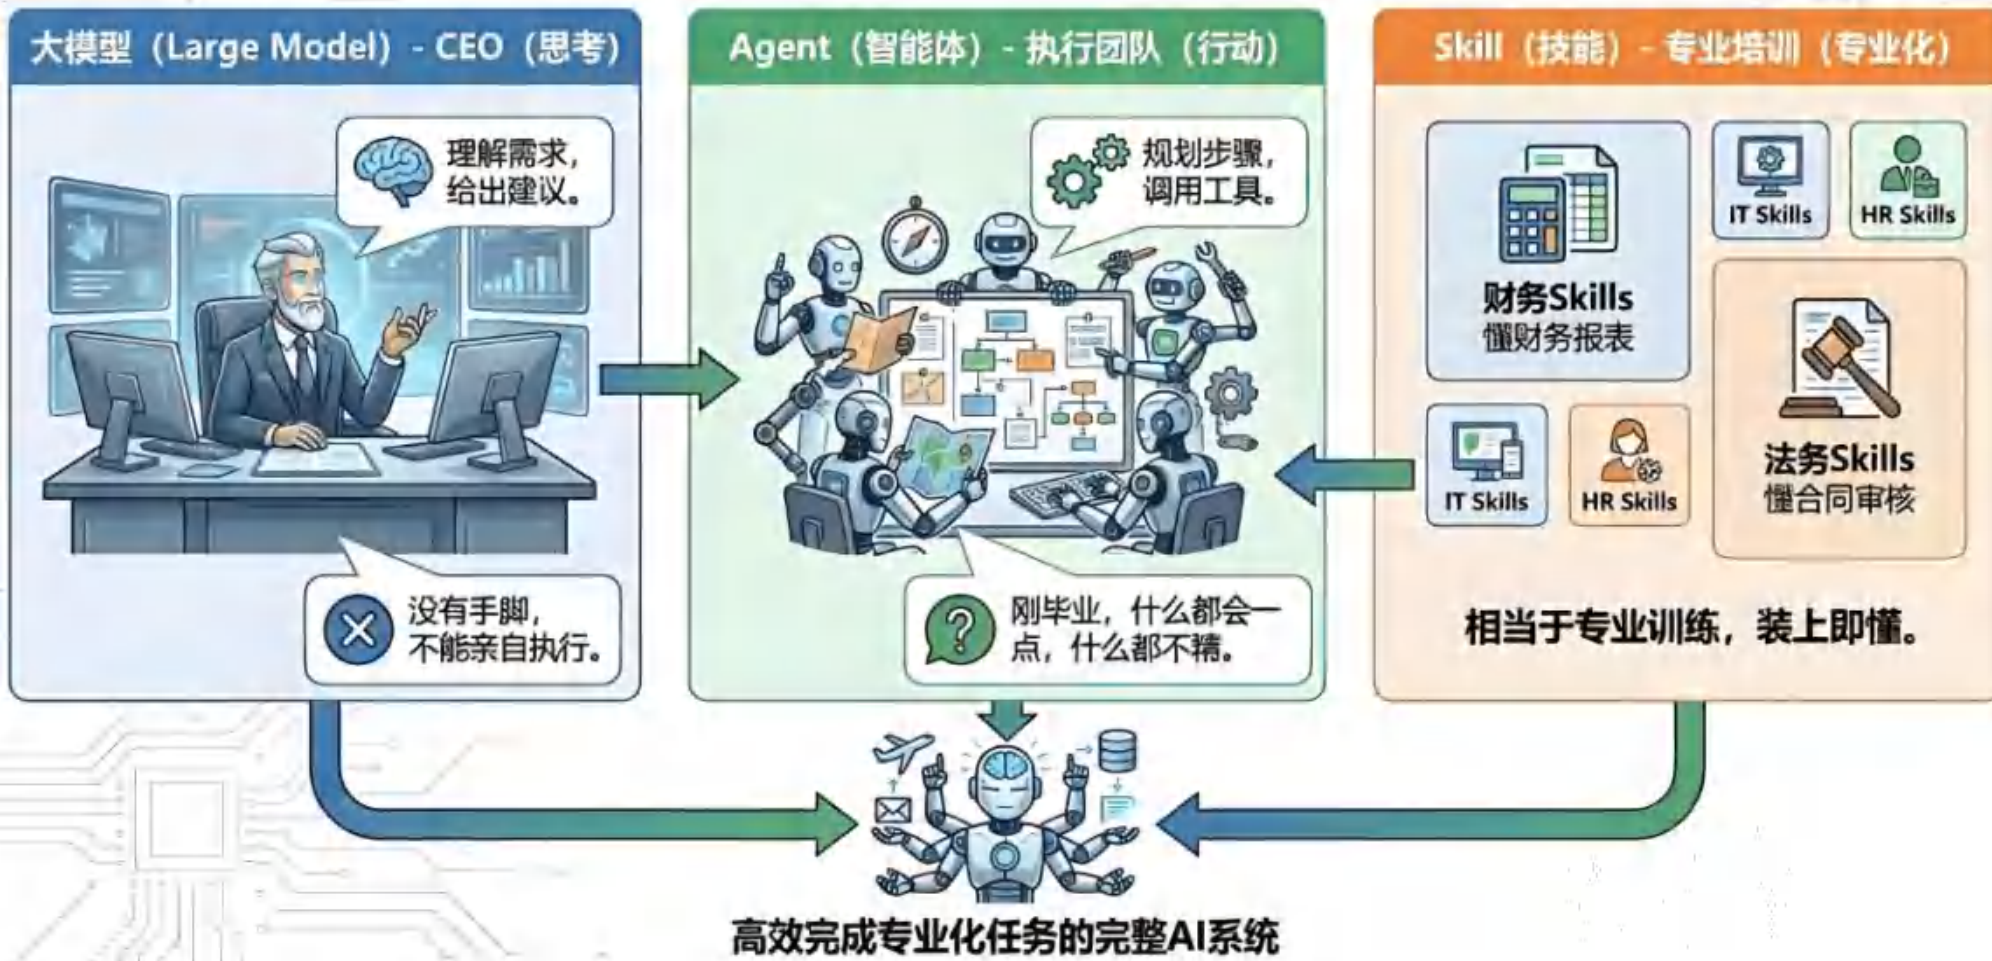 大模型（Large Model）- CEO（思考）
理解需求，
给出建议。
没有手脚，
不能亲自执行。
Agent（智能体）- 执行团队（行动）
规划步骤，
调用工具。
刚毕业，什么都会一
点，什么都不精。
Skill（技能）- 专业培训（专业化）
财务Skills
懂财务报表
IT Skills
HR Skills
IT Skills
HR Skills
法务Skills
懂合同审核
相当于专业训练，装上即懂。
高效完成专业化任务的完整AI系统